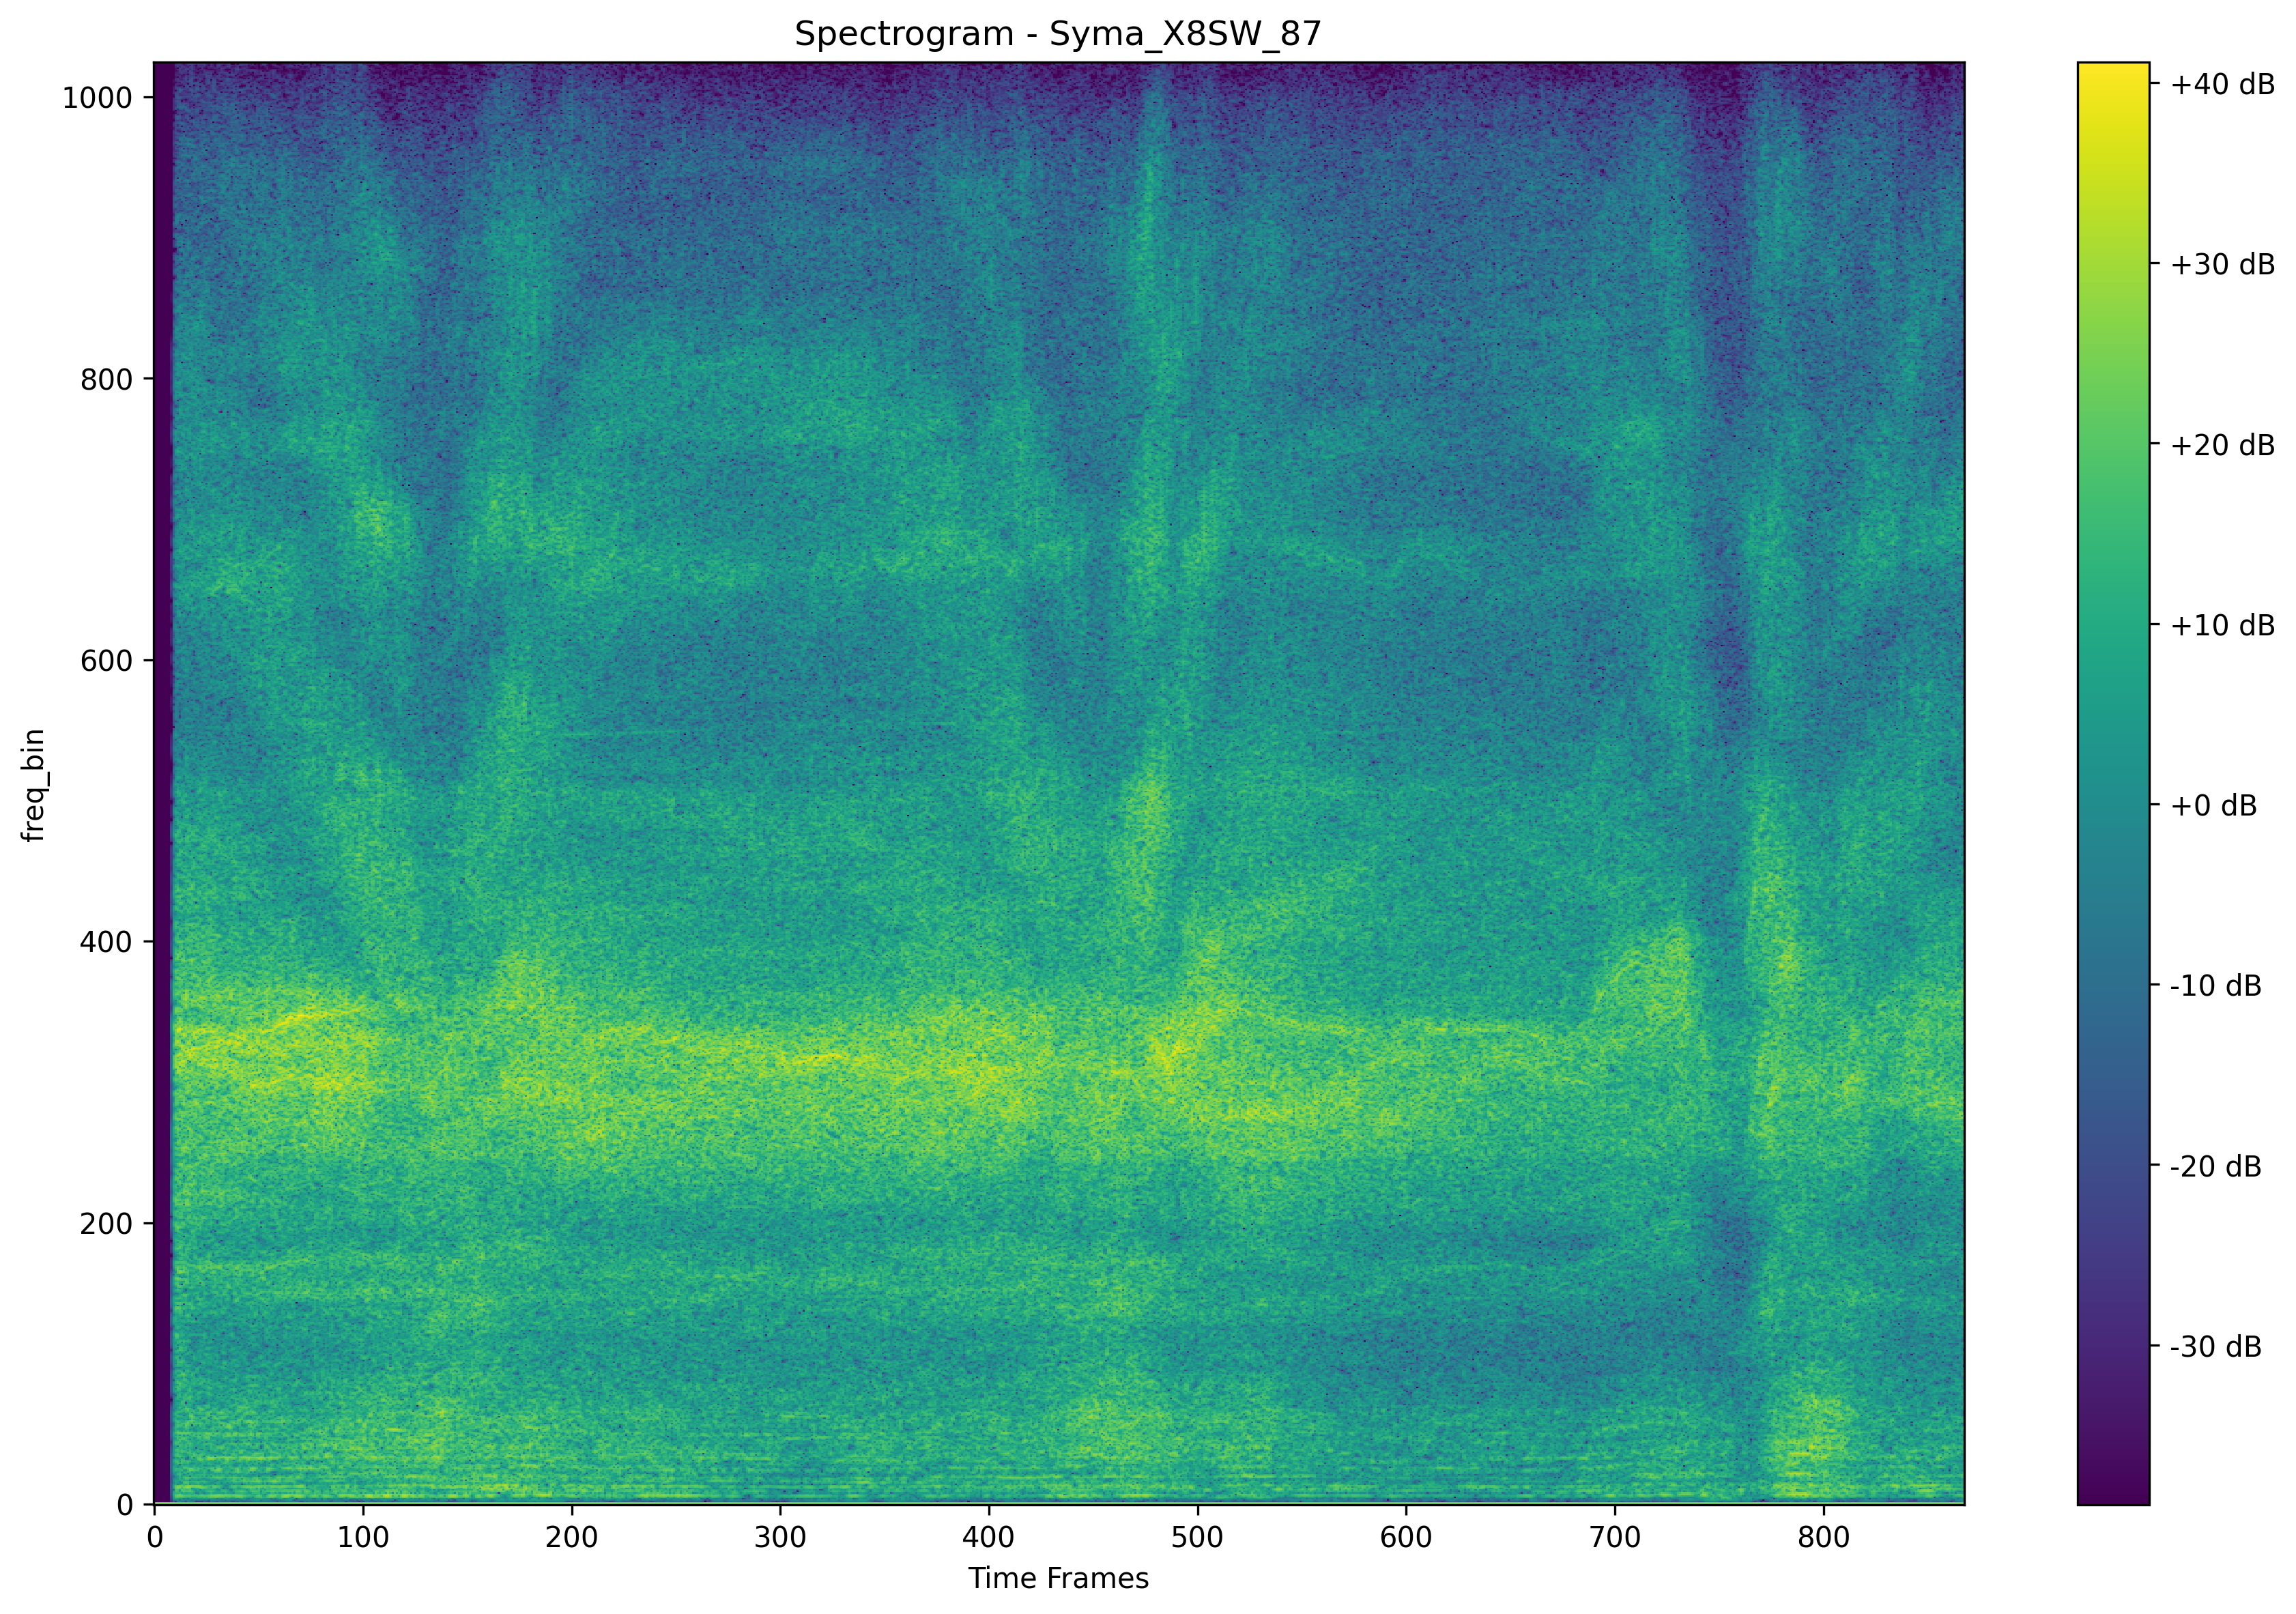 Spectrogram - Syma_X8SW_87
1000
800
600
400
200
0
freq_bin
0 100 200 300 400 500 600 700 800
Time Frames
+40 dB
+30 dB
+20 dB
+10 dB
+0 dB
-10 dB
-20 dB
-30 dB